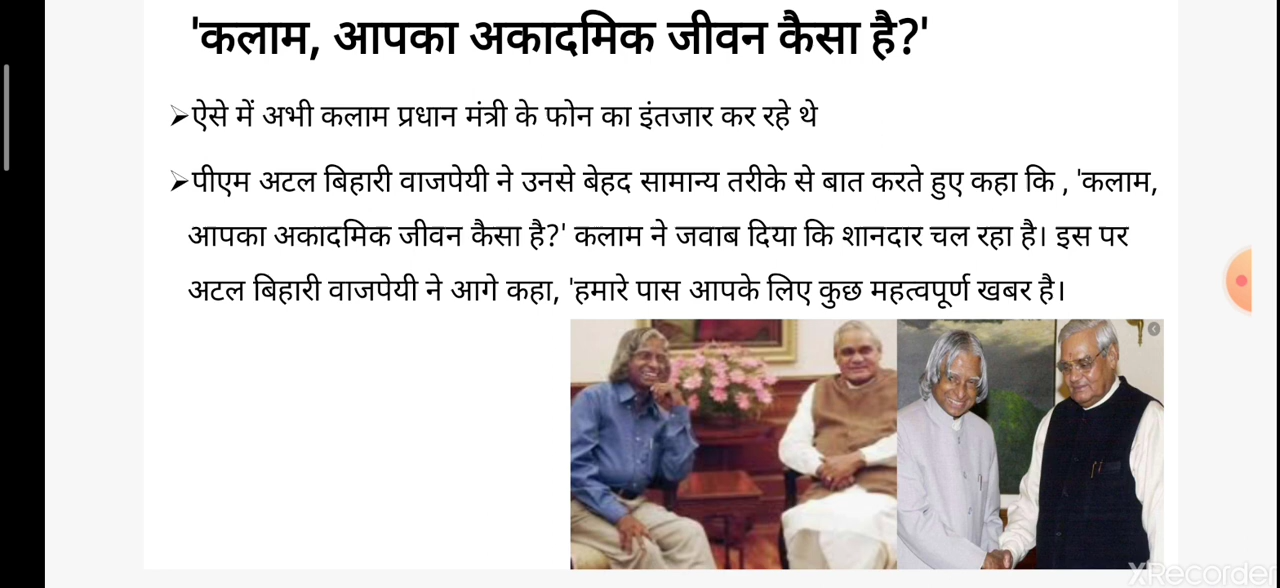 'कलाम, आपका अकादमिक जीवन कैसा है?'
➢ऐसे में अभी कलाम प्रधान मंत्री के फोन का इंतजार कर रहे थे
➢पीएम अटल बिहारी वाजपेयी ने उनसे बेहद सामान्य तरीके से बात करते हुए कहा कि , 'कलाम,
आपका अकादमिक जीवन कैसा है?' कलाम ने जवाब दिया कि शानदार चल रहा है। इस पर
अटल बिहारी वाजपेयी ने आगे कहा, 'हमारे पास आपके लिए कुछ महत्वपूर्ण खबर है।
XRecorder